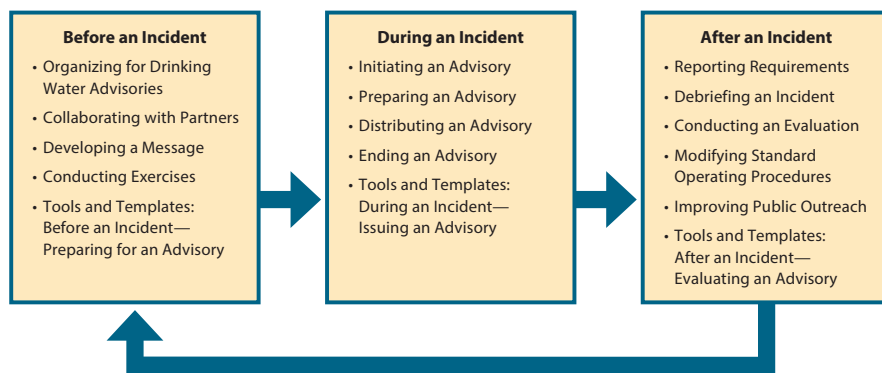 Before an Incident
• Organizing for Drinking
Water Advisories
• Collaborating with Partners
• Developing a Message
• Conducting Exercises
• Tools and Templates:
Before an Incident—
Preparing for an Advisory
During an Incident
• Initiating an Advisory
• Preparing an Advisory
• Distributing an Advisory
• Ending an Advisory
• Tools and Templates:
During an Incident—
Issuing an Advisory
After an Incident
• Reporting Requirements
• Debriefing an Incident
• Conducting an Evaluation
• Modifying Standard
Operating Procedures
• Improving Public Outreach
• Tools and Templates:
After an Incident—
Evaluating an Advisory